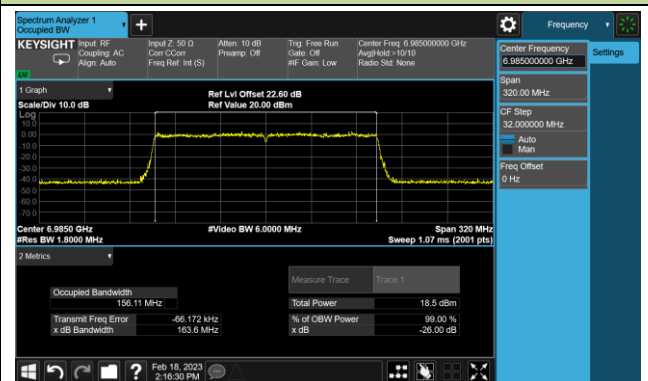 Spectrum Analyzer 1
Occupied BW
+
Frequency
KEYSIGHT
Input: RF
Coupling: AC
Align: Auto
Input Z: 50 Ω
Corr CCorr
Freq Ref: Int (S)
Atten: 10 dB
Preamp: Off
Trig: Free Run
Gate: Off
#IF Gain: Low
Center Freq: 6.985000000 GHz
Avg|Hold:>10/10
Radio Std: None
LXI
Center Frequency
6.985000000 GHz
Settings
Span
320.00 MHz
CF Step
32.000000 MHz
Auto
Man
Freq Offset
0 Hz
1 Graph
Scale/Div 10.0 dB
Ref Lvl Offset 22.60 dB
Ref Value 20.00 dBm
Log
10.0
0.00
-10.0
-20.0
-30.0
-40.0
-50.0
-60.0
-70.0
Center 6.9850 GHz
#Res BW 1.8000 MHz
#Video BW 6.0000 MHz
Span 320 MHz
Sweep 1.07 ms (2001 pts)
2 Metrics
Measure Trace
Trace 1
Occupied Bandwidth
156.11 MHz
Total Power
18.5 dBm
Transmit Freq Error
-66.172 kHz
% of OBW Power
99.00 %
x dB Bandwidth
163.6 MHz
x dB
-26.00 dB
?
Feb 18, 2023
2:16:30 PM